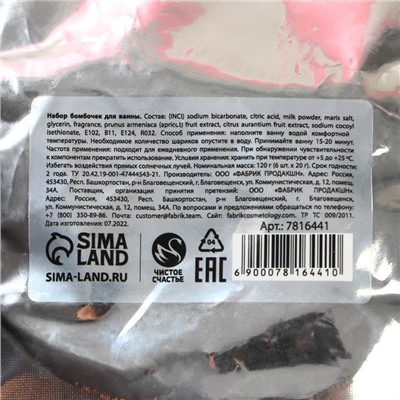 Набор бомбочек для ванны. Состав: (INCI) sodium bicarbonate, citric acid, milk powder, maris salt,
glycerin, fragrance, prunus armeniaca (apricot) fruit extract, citrus aurantium fruit extract, sodium cocoyl
isethionate, E102, B11, E124, R032. Способ применения: наполните ванну водой комфортной
температуры. Необходимое количество шариков опустите в воду. Принимайте ванну 15-20 минут.
Частота применения: подходит для ежедневного применения. При обнаружении чувствительности
к компонентам прекратить использование. Условия хранения: хранить при температуре от +5 до +25 °C.
Избегать воздействия прямых солнечных лучей. Номинальная масса: 120 г (6 шт. x 20 г). Срок годности:
2 года. ТУ 20.42.19-001-47434571-2021. Изготовитель: ООО «ФАБРИК ПРОДАКШН». Адрес: Россия,
453430, Респ. Башкортостан, р-н Благовещенский, г. Благовещенск, ул. Коммунистическая, д. 12, помещ.
34А. Поставщик, организация принятия претензий: ООО «ФАБРИК ПРОДАКШН». Адрес: Россия,
453430, Респ. Башкортостан, р-н Благовещенский, г. Благовещенск,
ул. Коммунистическая, д. 12, помещ. 34А. По вопросам и предложениям обращаться по телефону:
+7 (800) 350-89-86. Почта: customer@fabrik.team. Сайт: fabrikcosmetology.com. ТР ТС 009/2011.
Дата изготовления: 07.2022.
Арт.: 7816441
SIMA
LAND
SIMA-LAND.RU
ЧИСТОЕ
СЧАСТЬЕ
04
EAC
6900078164410